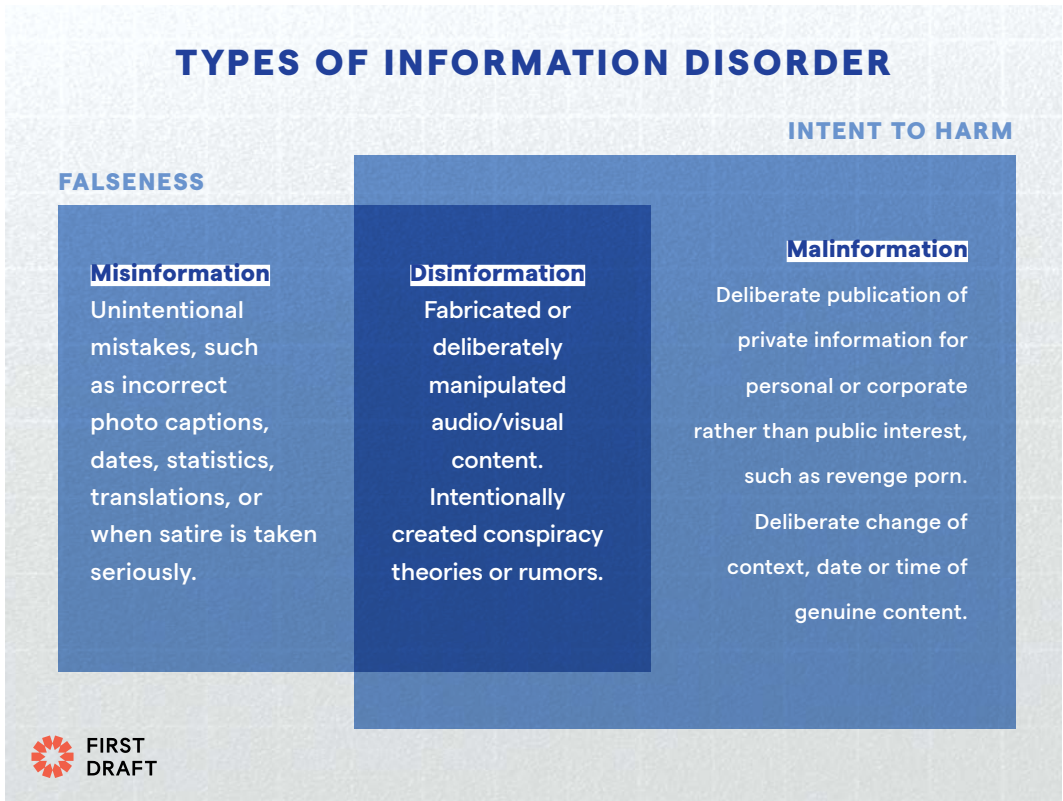 TYPES OF INFORMATION DISORDER
INTENT TO HARM
FALSENESS
Misinformation
Unintentional
mistakes, such
as incorrect
photo captions,
dates, statistics,
translations, or
when satire is taken
seriously.
Disinformation
Fabricated or
deliberately
manipulated
audio/visual
content.
Intentionally
created conspiracy
theories or rumors.
Malinformation
Deliberate publication of
private information for
personal or corporate
rather than public interest,
such as revenge porn.
Deliberate change of
context, date or time of
genuine content.
FIRST
DRAFT